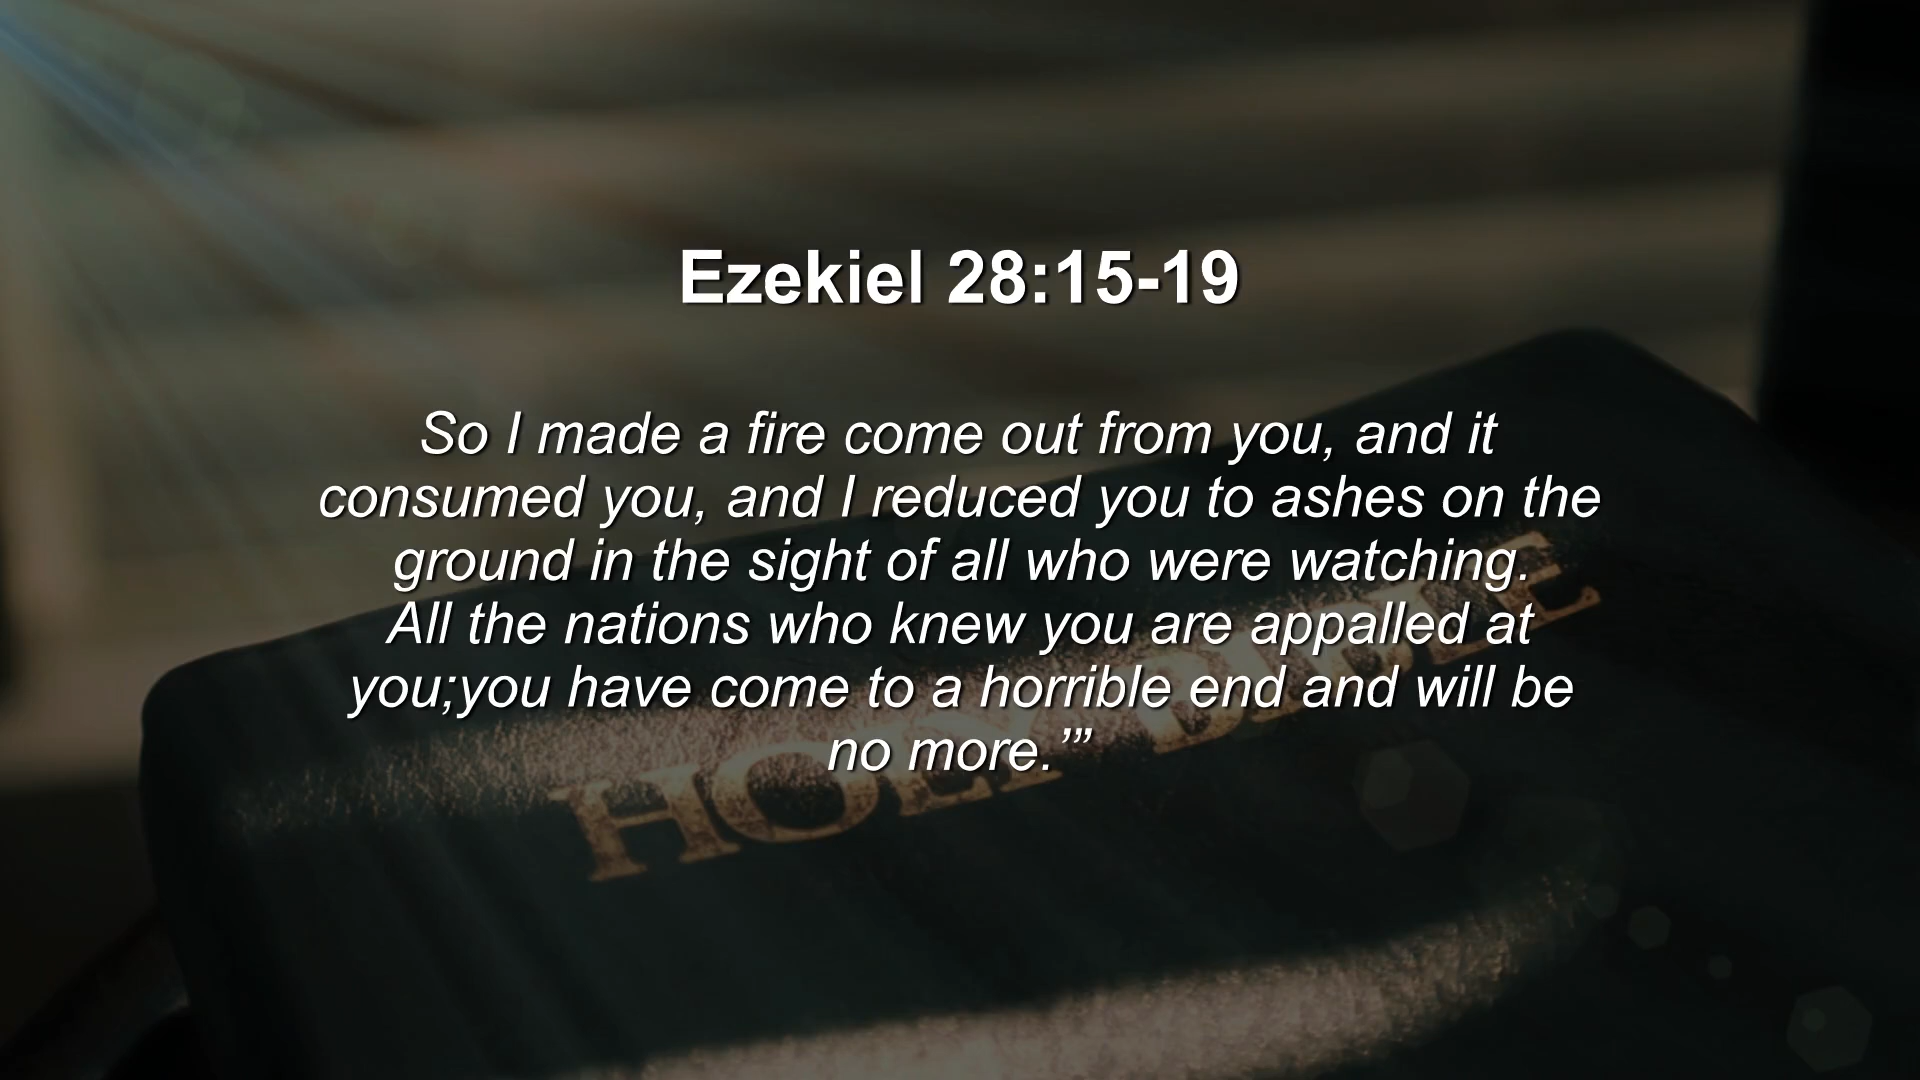 Ezekiel 28:15-19
So I made a fire come out from you, and it
consumed you, and I reduced you to ashes on the
ground in the sight of all who were watching.
All the nations who knew you are appalled at
you;you have come to a horrible end and will be
no more.’”
HOLY BIBLE